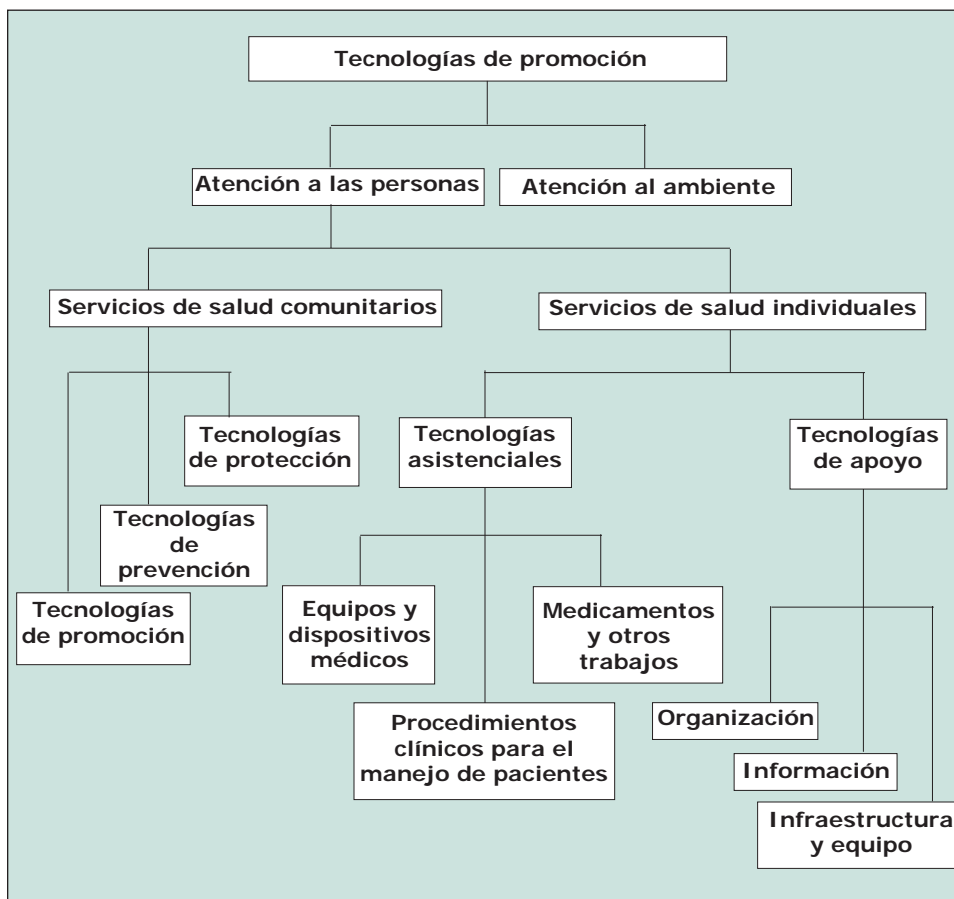 Tecnologías de promoción
Atención a las personas
Atención al ambiente
Servicios de salud comunitarios
Servicios de salud individuales
Tecnologías
de protección
Tecnologías
de
prevención
Tecnologías
de promoción
Tecnologías
asistenciales
Tecnologías
de apoyo
Equipos y
dispositivos
médicos
Procedimientos
clínicos para el
manejo de pacientes
Medicamentos
y otros
trabajos
Organización
Información
Infraestructura
y equipo